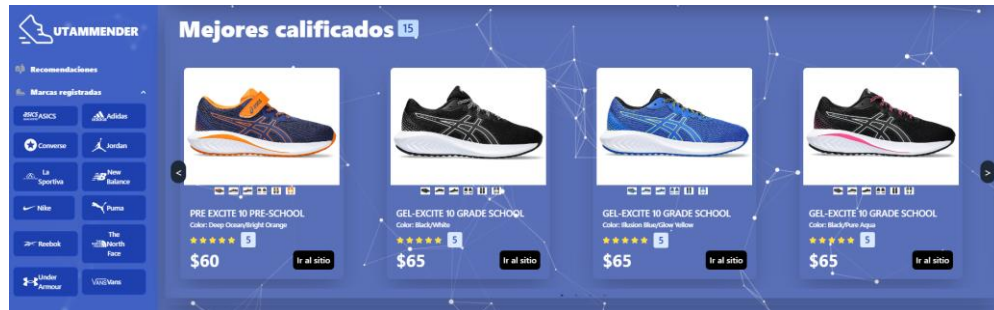 UTAMMENDER
Recomendaciones
Marcas registradas
asics ASICS
Adidas
Converse
Jordan
La Sportiva
New Balance
Nike
Puma
Reebok
The North Face
Under Armour
VANS Vans
Mejores calificados 15
<
PRE EXCITE 10 PRE-SCHOOL
Color: Deep Ocean/Bright Orange
5
$60 Ir al sitio
GEL-EXCITE 10 GRADE SCHOOL
Color: Black/White
5
$65 Ir al sitio
GEL-EXCITE 10 GRADE SCHOOL
Color: Illusion Blue/Glow Yellow
5
$65 Ir al sitio
GEL-EXCITE 10 GRADE SCHOOL
Color: Black/Pure Aqua
5
$65 Ir al sitio
>